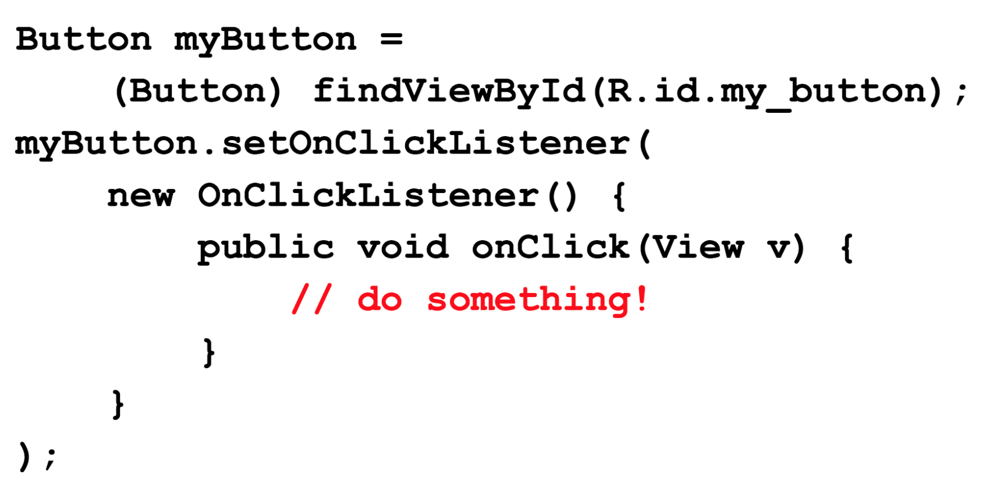 Button myButton =
    (Button) findViewById(R.id.my_button);
myButton.setOnClickListener(
    new OnClickListener() {
        public void onClick(View v) {
            // do something!
        }
    }
);